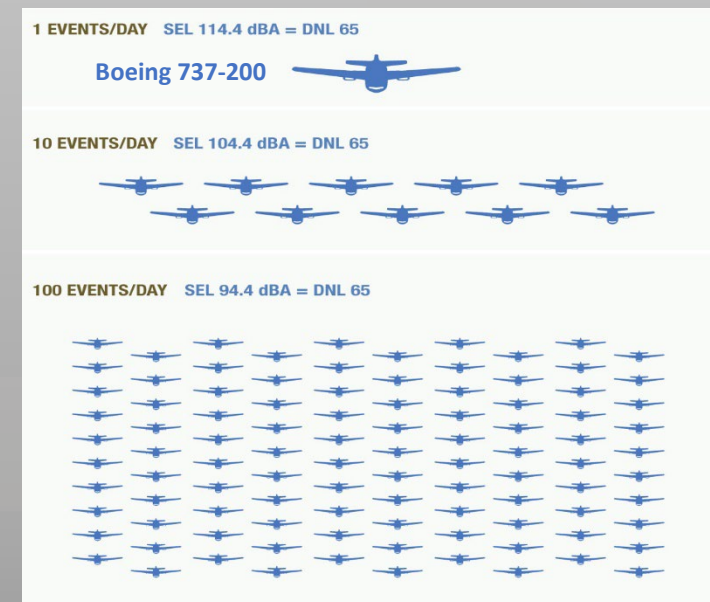 1 EVENTS/DAY SEL 114.4 dBA = DNL 65
Boeing 737-200
10 EVENTS/DAY SEL 104.4 dBA = DNL 65
100 EVENTS/DAY SEL 94.4 dBA = DNL 65